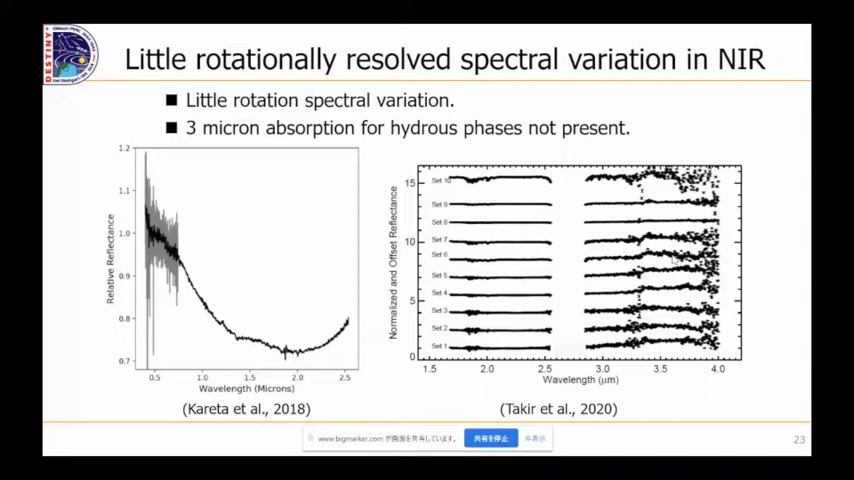 DESTINY+
Little rotationally resolved spectral variation in NIR
■ Little rotation spectral variation.
■ 3 micron absorption for hydrous phases not present.
1.2
1.1
1.0
0.9
0.8
0.7
Relative Reflectance
0.5 1.0 1.5 2.0 2.5
Wavelength (Microns)
(Kareta et al., 2018)
15
10
5
0
Normalized and Offset Reflectance
Set 10
Set 9
Set 8
Set 7
Set 6
Set 5
Set 4
Set 3
Set 2
Set 1
1.5 2.0 2.5 3.0 3.5 4.0
Wavelength (μm)
(Takir et al., 2020)
www.bigmarker.com が画面を共有しています。 共有を停止 非表示
23